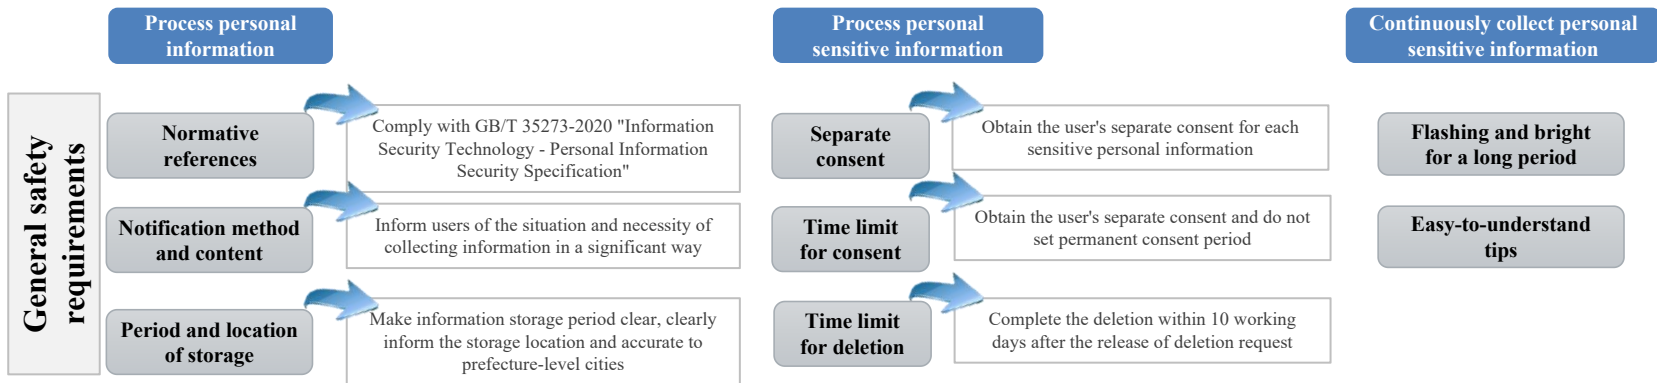 Process personal
information
Process personal
sensitive information
Continuously collect personal
sensitive information
General safety
requirements
Normative
references
Comply with GB/T 35273-2020 "Information
Security Technology - Personal Information
Security Specification"
Notification method
and content
Inform users of the situation and necessity of
collecting information in a significant way
Period and location
of storage
Make information storage period clear, clearly
inform the storage location and accurate to
prefecture-level cities
Separate
consent
Obtain the user's separate consent for each
sensitive personal information
Time limit
for consent
Obtain the user's separate consent and do not
set permanent consent period
Time limit
for deletion
Complete the deletion within 10 working
days after the release of deletion request
Flashing and bright
for a long period
Easy-to-understand
tips